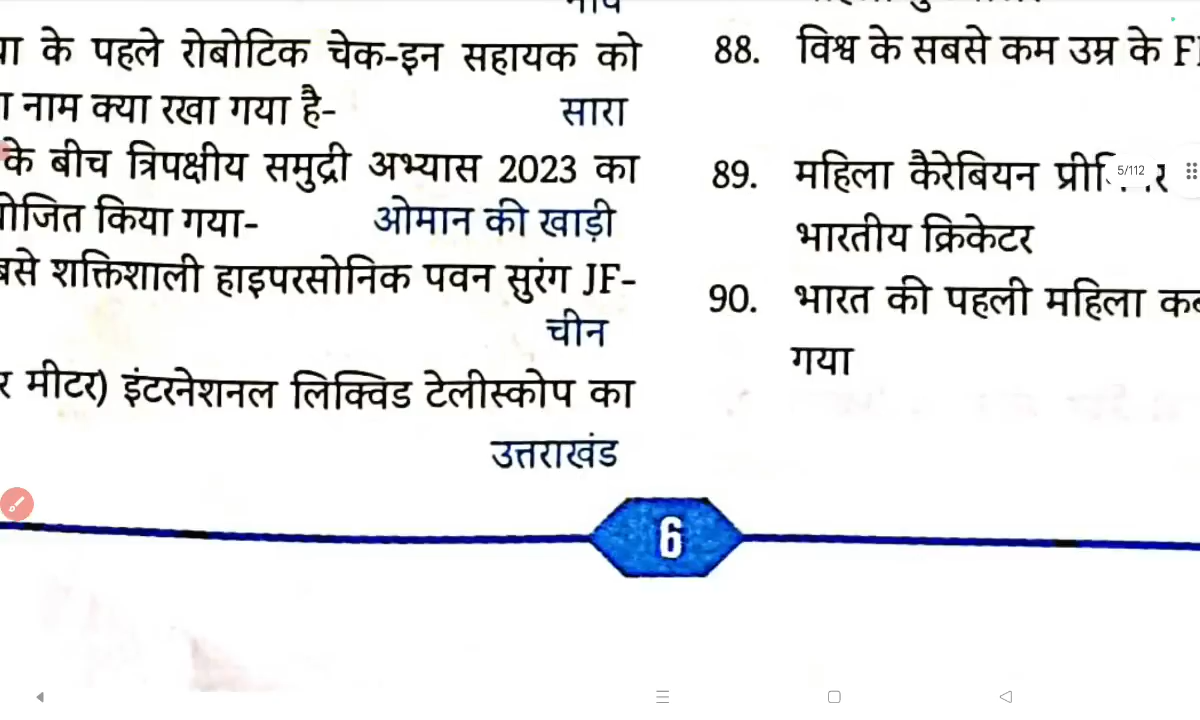 के पहले रोबोटिक चेक-इन सहायक को
नाम क्या रखा गया है-
सारा
के बीच त्रिपक्षीय समुद्री अभ्यास 2023 का
किया गया-
ओमान की खाड़ी
शक्तिशाली हाइपरसोनिक पवन सुरंग JF-
चीन
मीटर) इंटरनेशनल लिक्विड टेलीस्कोप का
उत्तराखंड
88. विश्व के सबसे कम उम्र के
89. महिला कैरेबियन
भारतीय क्रिकेटर
90. भारत की पहली महिला
गया
5/112
6